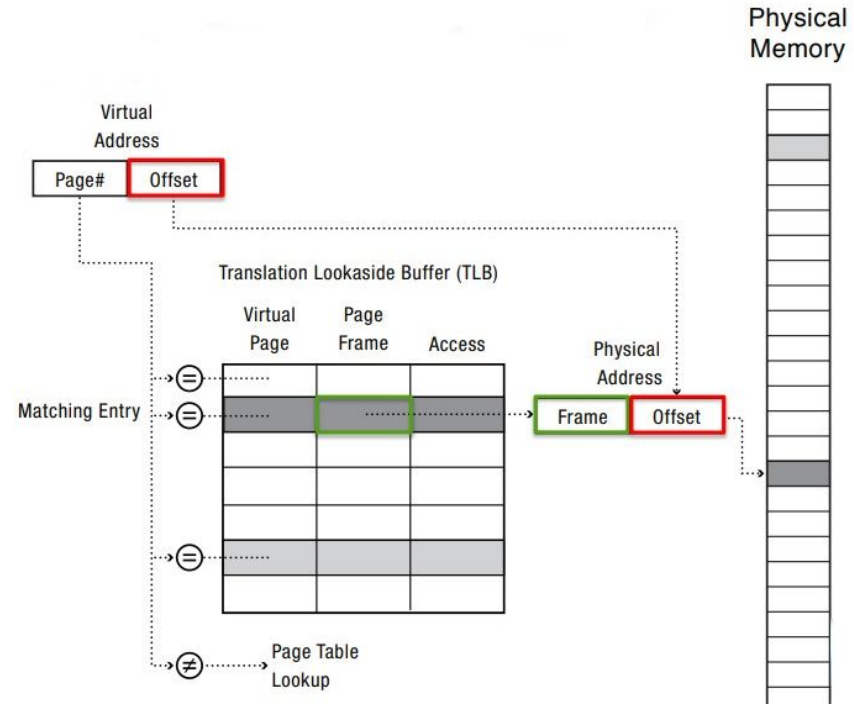 Physical
Memory
Virtual
Address
Page# Offset
Translation Lookaside Buffer (TLB)
Virtual Page
Page Frame Access
Physical
Address
Matching Entry = = Frame Offset
=
≠ Page Table
Lookup